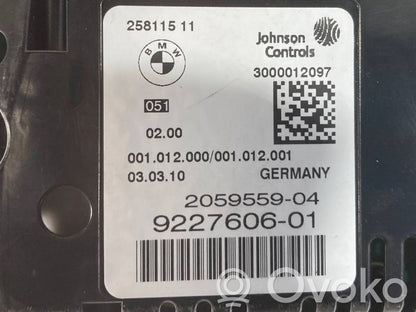 258115 11
BMW
Johnson
Controls
3000012097
051
02.00
001.012.000/001.012.001
03.03.10
GERMANY
2059559-04
9227606-01
Ovoko